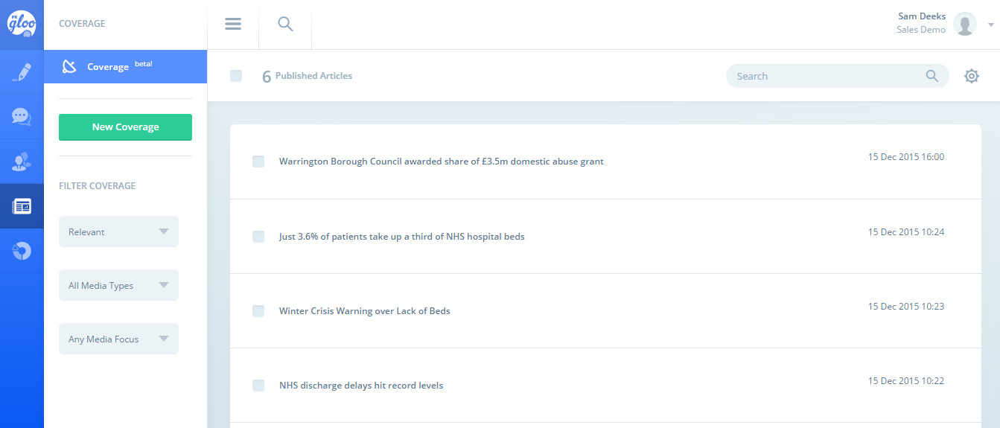 PR
gloo
COVERAGE
Sam Deeks
Sales Demo
Coverage beta!
6 Published Articles
Search
New Coverage
FILTER COVERAGE
Relevant
All Media Types
Any Media Focus
Warrington Borough Council awarded share of £3.5m domestic abuse grant
15 Dec 2015 16:00
Just 3.6% of patients take up a third of NHS hospital beds
15 Dec 2015 10:24
Winter Crisis Warning over Lack of Beds
15 Dec 2015 10:23
NHS discharge delays hit record levels
15 Dec 2015 10:22